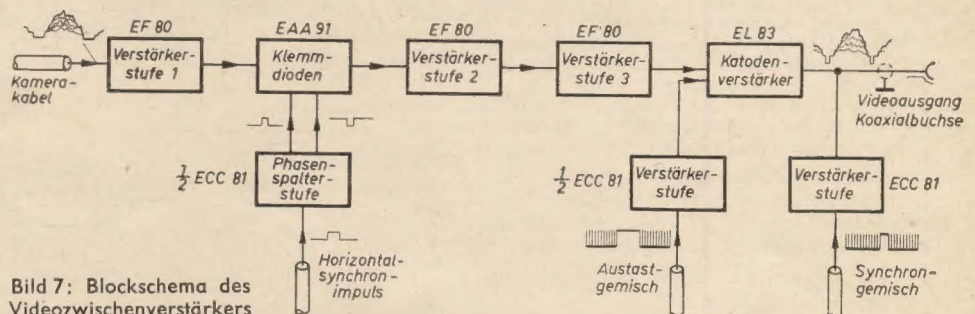 EF 80
EAA 91
EF 80
EF 80
EL 83
Verstärker-
stufe 1
Klemm-
dioden
Verstärker-
stufe 2
Verstärker-
stufe 3
Katoden-
verstärker
Kamera-
kabel
Videoausgang
Koaxialbuchse
1/2 ECC 81
Phasen-
spalter-
stufe
1/2 ECC 81
Verstärker-
stufe
Verstärker-
stufe
ECC 81
Horizontal-
synchron-
impuls
Austast-
gemisch
Synchron-
gemisch
Bild 7: Blockschema des
Videozwischenverstärkers